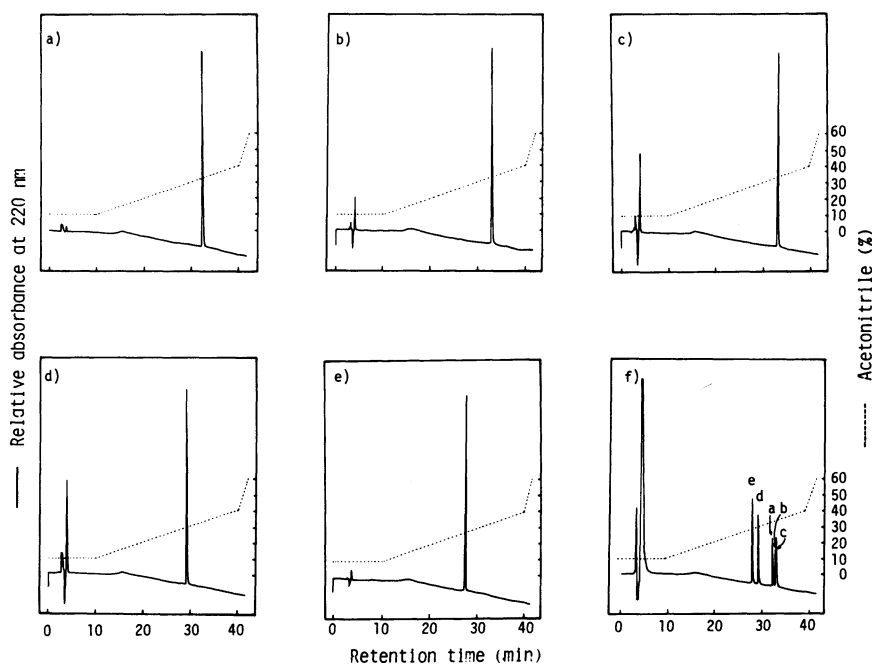 a)
b)
c)
60
50
40
30
20
10
0
d)
e)
f)
e
d
a
b
c
60
50
40
30
20
10
0
0 10 20 30 40
0 10 20 30 40
0 10 20 30 40
Retention time (min)
Relative absorbance at 220 nm
Acetonitrile (%)